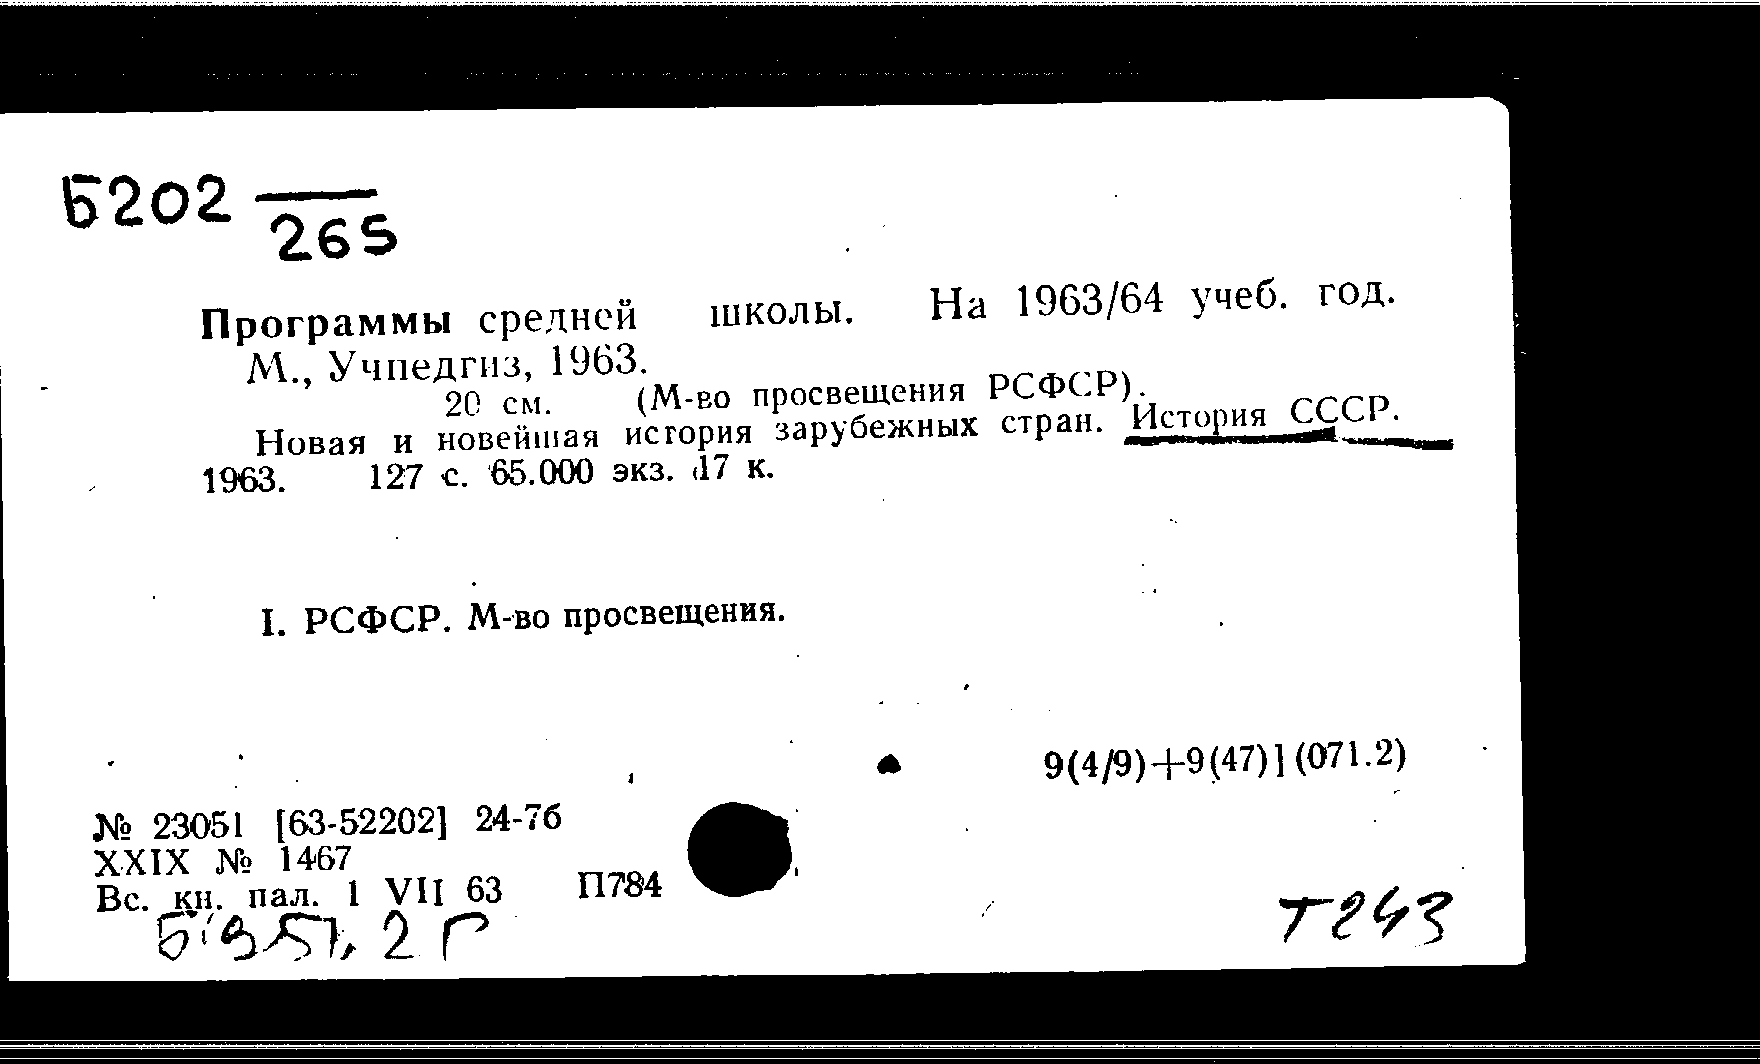 Б202
265
Программы средней школы. На 1963/64 учеб. год.
М., Учпедгиз, 1963.
20 см. (М-во просвещения РСФСР).
Новая и новейшая история зарубежных стран. История СССР.
1963. 127 с. 65.000 экз. 17 к.
I. РСФСР. М-во просвещения.
9(4/9)+9(47)](071.2)
№ 23051 [63-52202] 24-7б
XXIX № 1467
Вс. кн. пал. 1 VII 63 П784
Т243